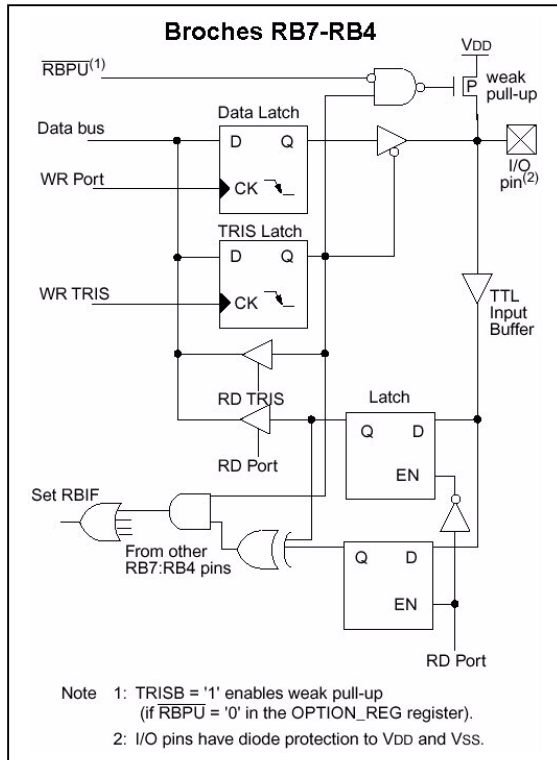 Broches RB7-RB4
VDD
RBPU(1)
P
weak
pull-up
Data Latch
Data bus
D Q
I/O
pin(2)
WR Port
CK
TRIS Latch
D Q
WR TRIS
CK
TTL
Input
Buffer
RD TRIS
Latch
Q D
RD Port
EN
Set RBIF
From other
RB7:RB4 pins
Q D
EN
RD Port
Note 1: TRISB = '1' enables weak pull-up
(if RBPU = '0' in the OPTION_REG register).
2: I/O pins have diode protection to VDD and VSS.